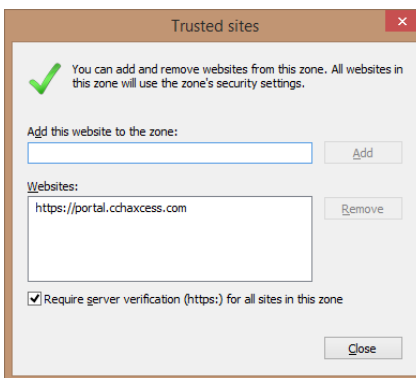 Trusted sites
You can add and remove websites from this zone. All websites in
this zone will use the zone's security settings.
Add this website to the zone:
Add
Websites:
https://portal.cchaxcess.com
Remove
Require server verification (https:) for all sites in this zone
Close